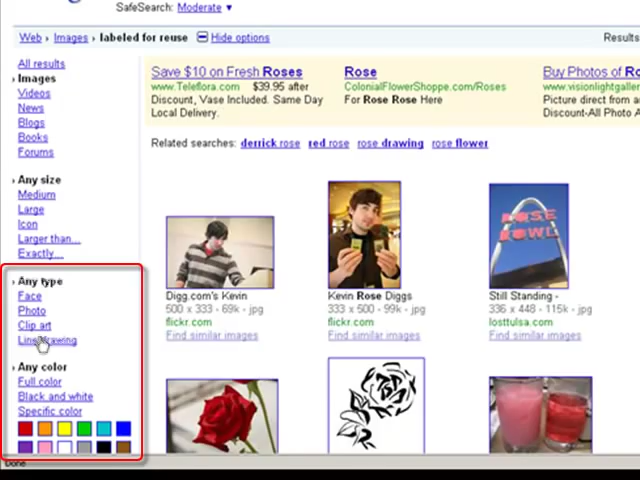 SafeSearch: Moderate ▼
Web › Images › labeled for reuse Hide options Results
All results
› Images
Videos
News
Blogs
Books
Forums
› Any size
Medium
Large
Icon
Larger than...
Exactly...
› Any type
Face
Photo
Clip art
Line drawing
› Any color
Full color
Black and white
Specific color
Save $10 on Fresh Roses
www.Teleflora.com $39.95 after
Discount, Vase Included. Same Day
Local Delivery.
Rose
ColonialFlowerShoppe.com/Roses
For Rose Rose Here
Buy Photos of Ro
www.visionlightgaller
Picture direct from a
Discount-All Photo A
Related searches: derrick rose red rose rose drawing rose flower
Digg.com's Kevin
500 x 333 - 69k - jpg
flickr.com
Find similar images
Kevin Rose Diggs
333 x 500 - 99k - jpg
flickr.com
Find similar images
ROSE
BOWL
Still Standing -
336 x 448 - 115k - jpg
losttulsa.com
Find similar images
Done